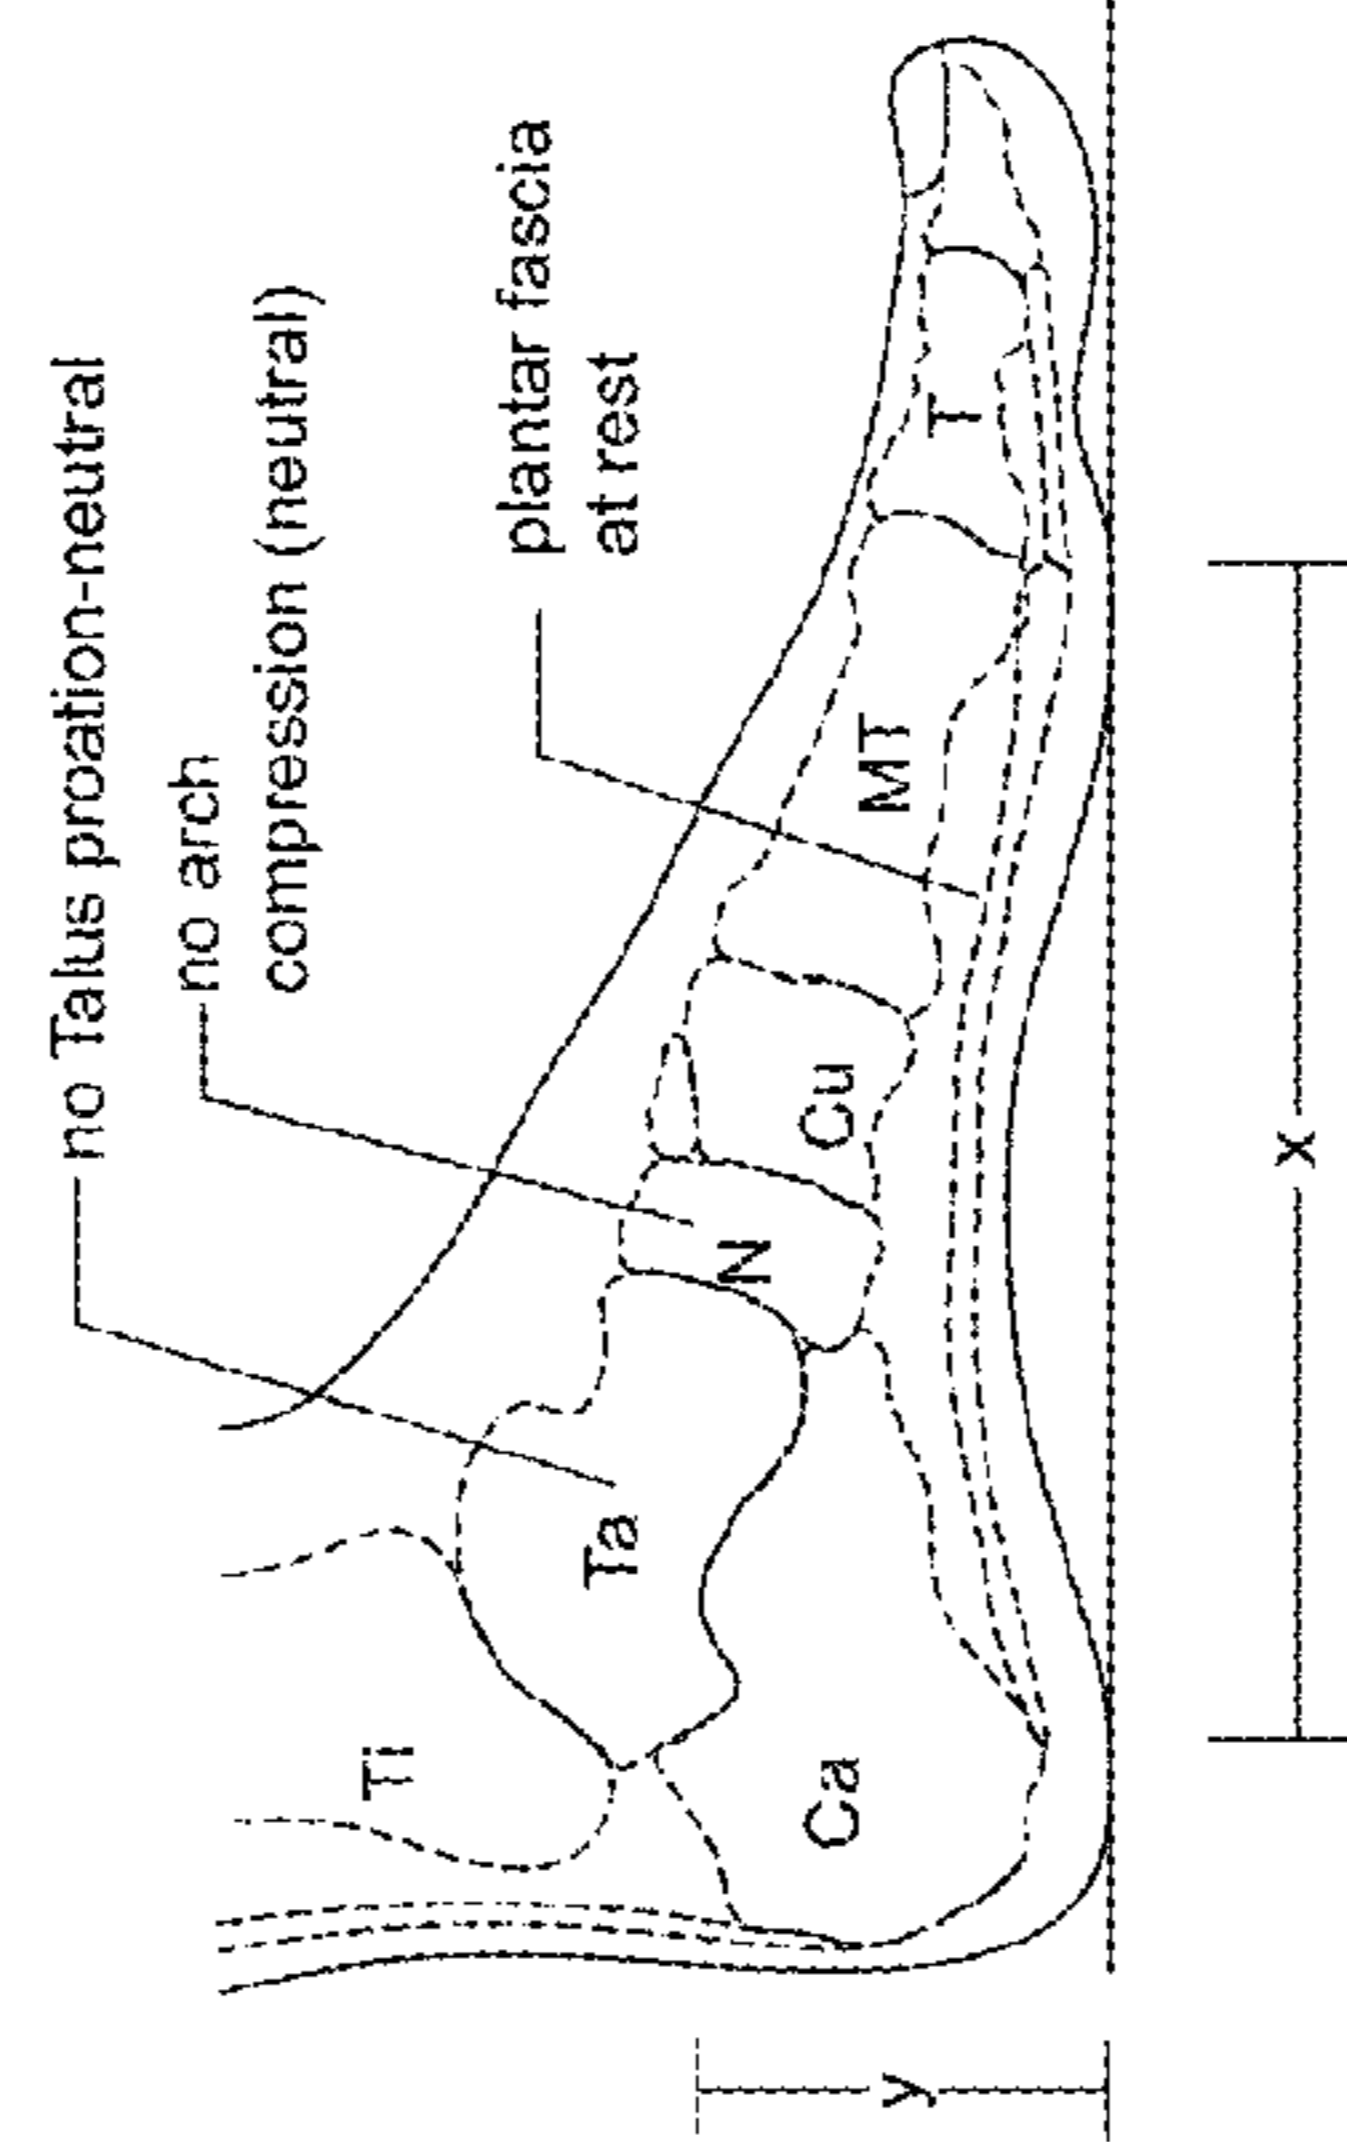 no Talus proation-neutral
no arch
compression (neutral)
plantar fascia
at rest
Ti
Ta
N
Cu
MT
T
Ca
y
x